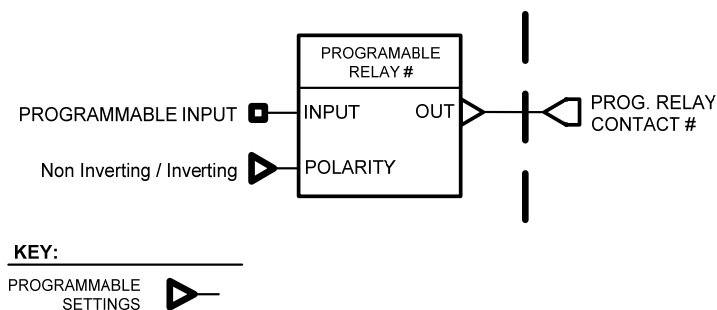 PROGRAMABLE
RELAY #
PROGRAMMABLE INPUT
INPUT
OUT
PROG. RELAY
CONTACT #
Non Inverting / Inverting
POLARITY
KEY:
PROGRAMMABLE
SETTINGS